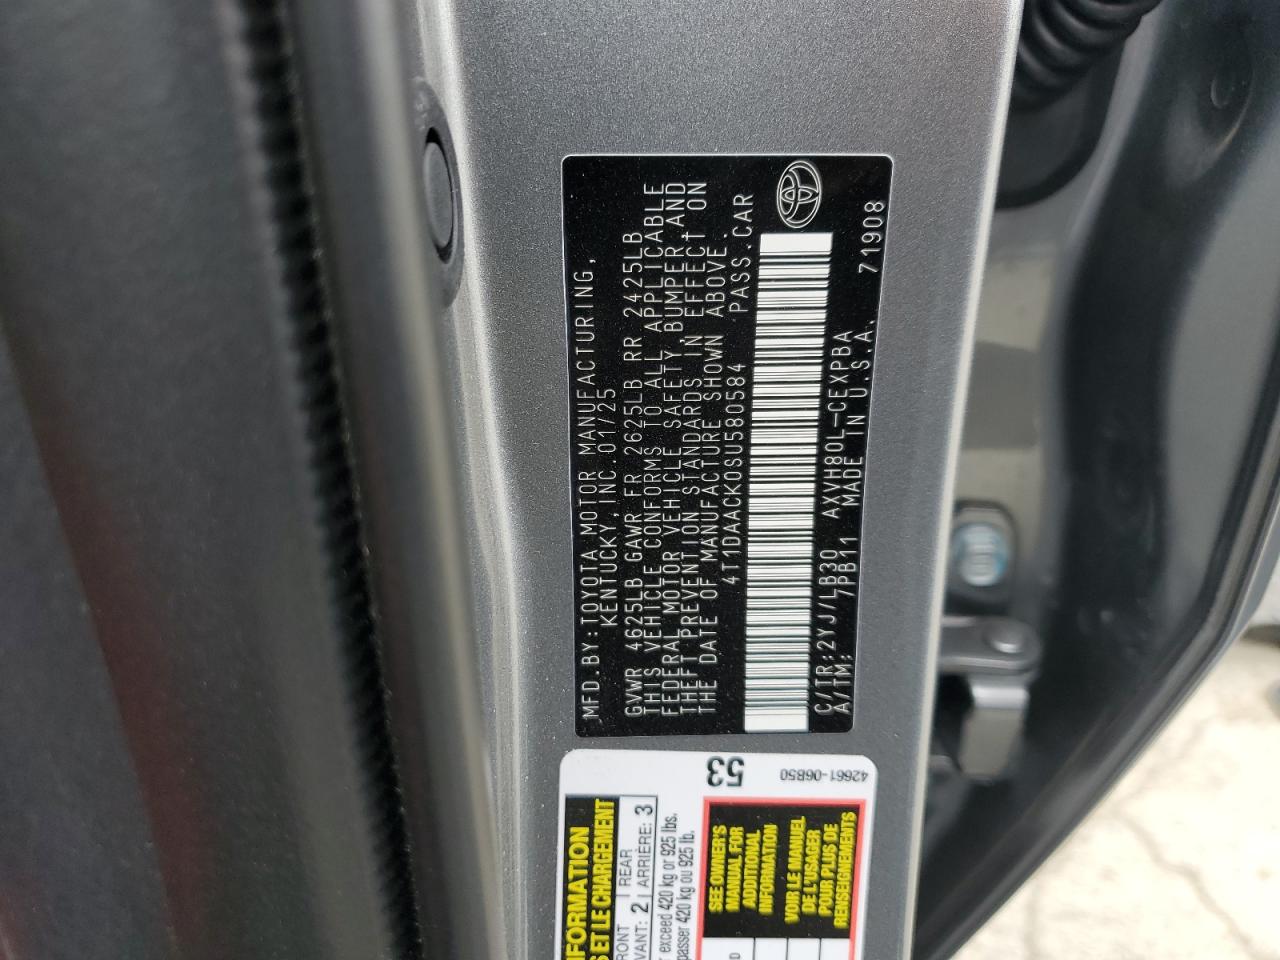 MFD.BY:TOYOTA MOTOR MANUFACTURING,
KENTUCKY,INC.01/25
GVWR 4625LB GAWR FR 2625LB RR 2425LB
THIS VEHICLE CONFORMS TO ALL APPLICABLE
FEDERAL MOTOR VEHICLE SAFETY,BUMPER,AND
THEFT PREVENTION STANDARDS IN EFFECT ON
THE DATE OF MANUFACTURE SHOWN ABOVE.
4T1DAACK0SU580584 PASS.CAR
C/TR:2YJ/LB30 AXVH80L-CEXPBA
A/TM: 7PB11 MADE IN U.S.A. 71908
53
42661-06B50
INFORMATION
ET LE CHARGEMENT
FRONT | REAR
AVANT: 2 | ARRIÈRE: 3
exceed 420 kg or 925 lbs.
passer 420 kg ou 925 lb.
SEE OWNER'S
MANUAL FOR
ADDITIONAL
INFORMATION
VOIR LE MANUEL
DE L'USAGER
POUR PLUS DE
RENSEIGNEMENTS